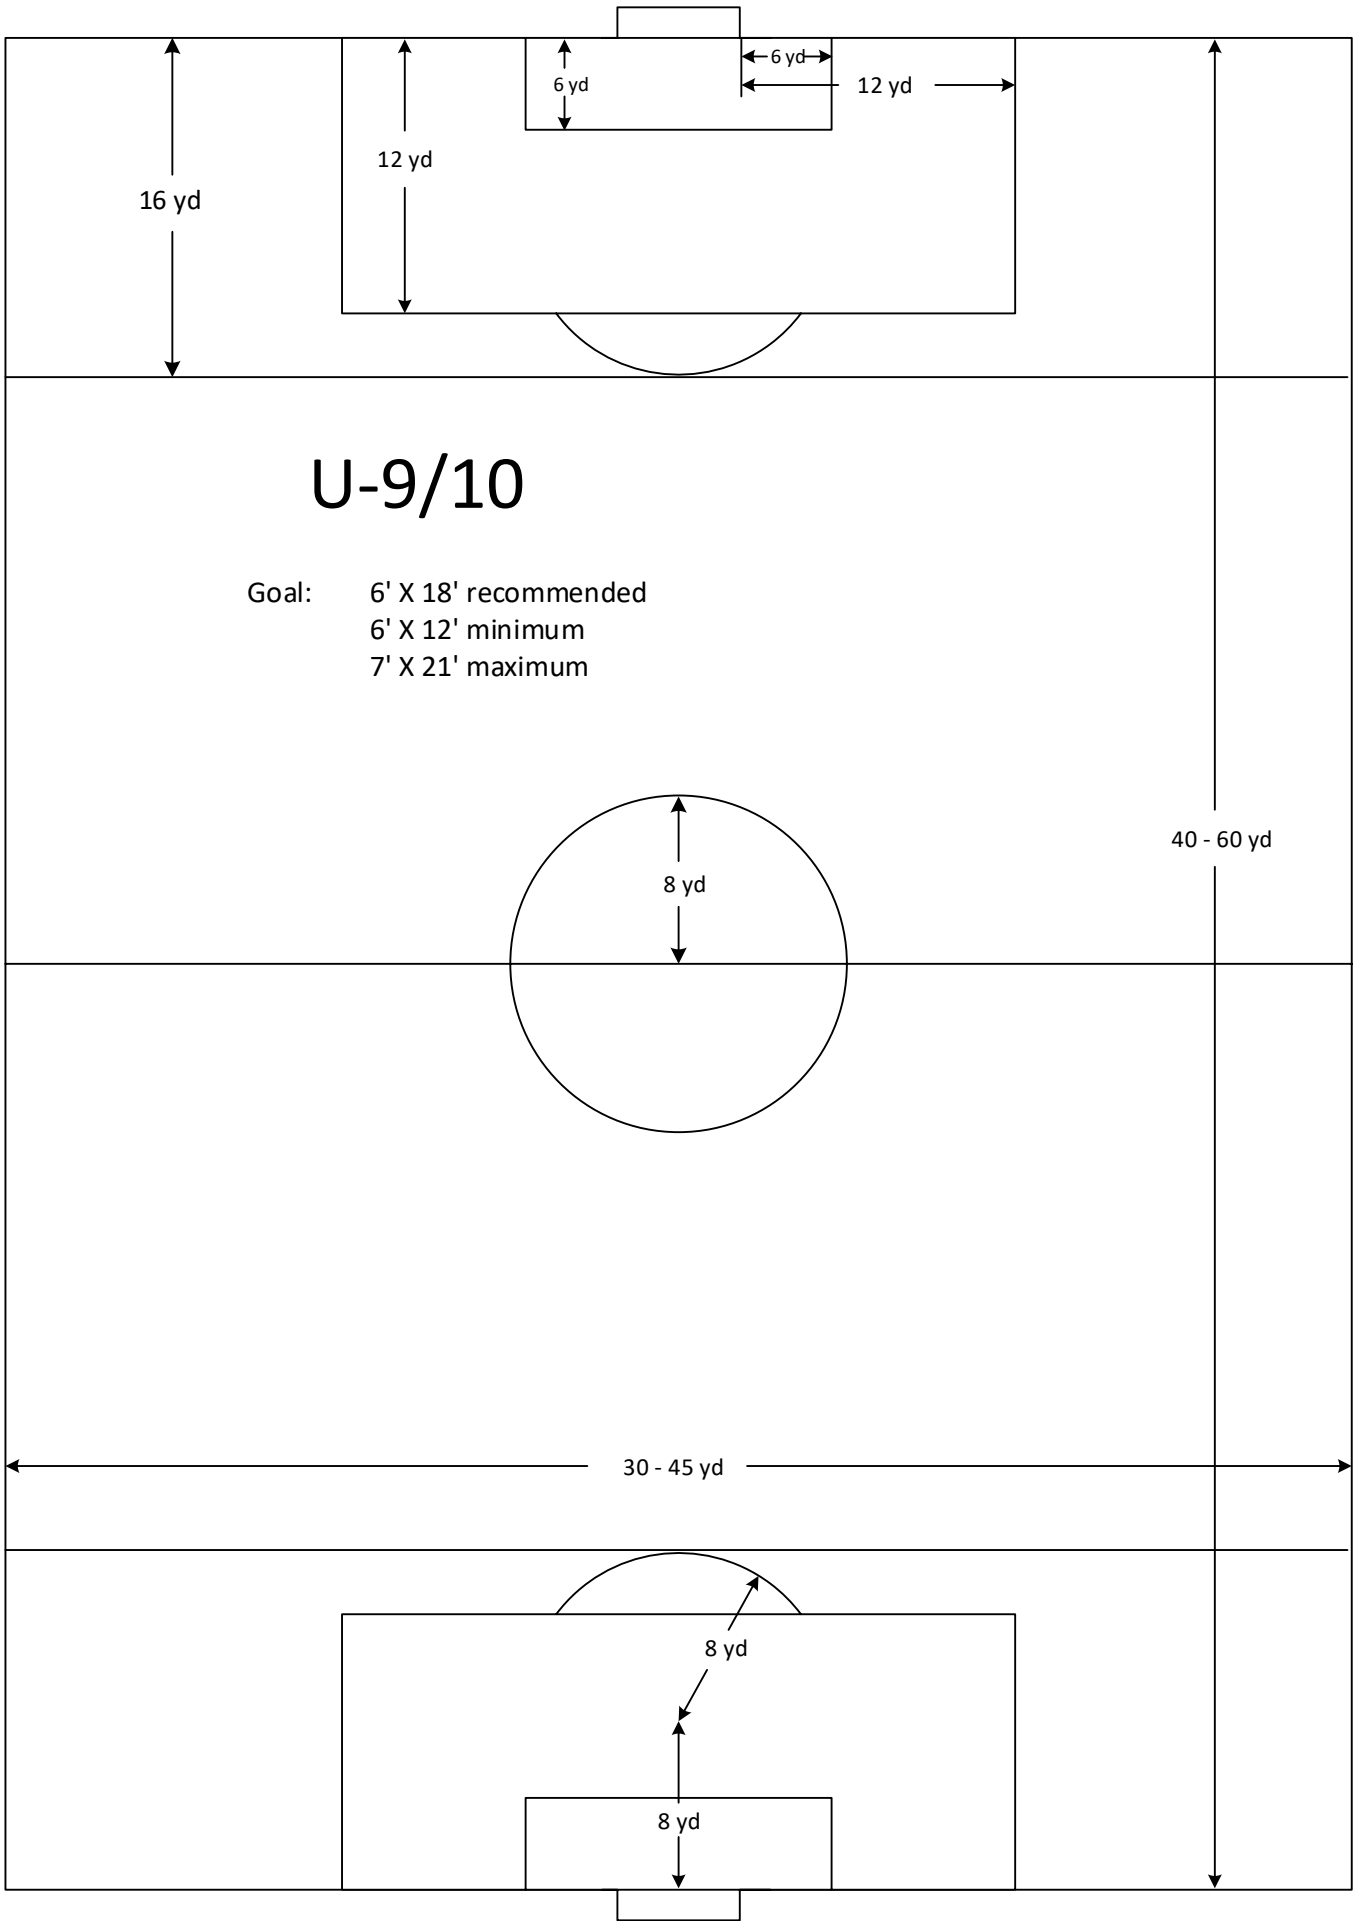 6 yd
6 yd
12 yd
12 yd
16 yd
U-9/10
Goal: 6' X 18' recommended
6' X 12' minimum
7' X 21' maximum
40 - 60 yd
8 yd
30 - 45 yd
8 yd
8 yd